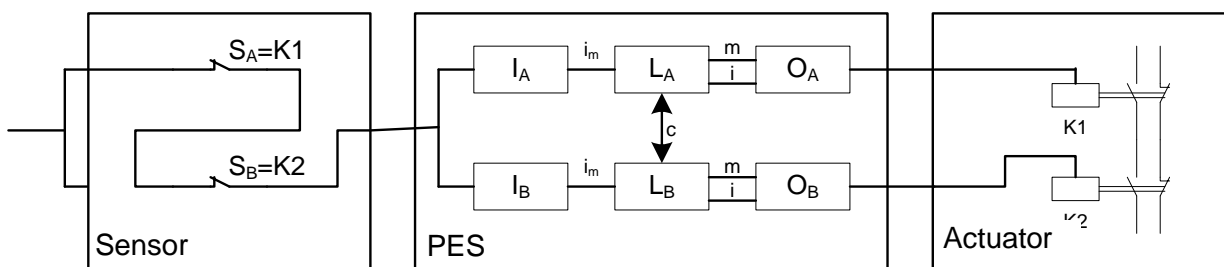 SA=K1
SB=K2
Sensor
IA
im
LA
m
i
OA
c
IB
im
LB
m
i
OB
PES
K1
K2
Actuator